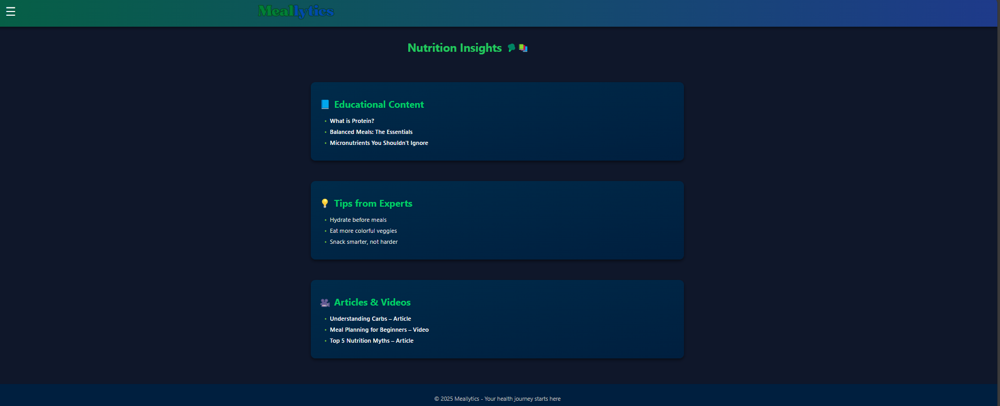 ☰
Meallytics
Nutrition Insights 🥦📚
📘 Educational Content
• What is Protein?
• Balanced Meals: The Essentials
• Micronutrients You Shouldn't Ignore
💡 Tips from Experts
• Hydrate before meals
• Eat more colorful veggies
• Snack smarter, not harder
🎥 Articles & Videos
• Understanding Carbs – Article
• Meal Planning for Beginners – Video
• Top 5 Nutrition Myths – Article
© 2025 Meallytics - Your health journey starts here